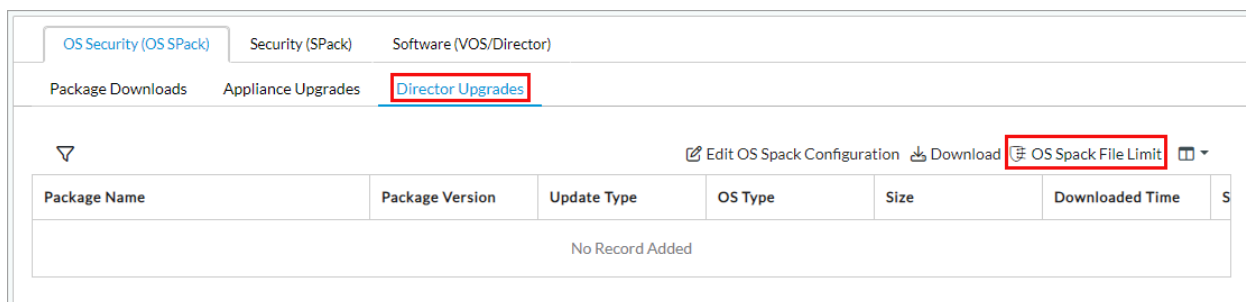 OS Security (OS SPack) Security (SPack) Software (VOS/Director)
Package Downloads Appliance Upgrades Director Upgrades
Edit OS Spack Configuration Download OS Spack File Limit
Package Name Package Version Update Type OS Type Size Downloaded Time S
No Record Added